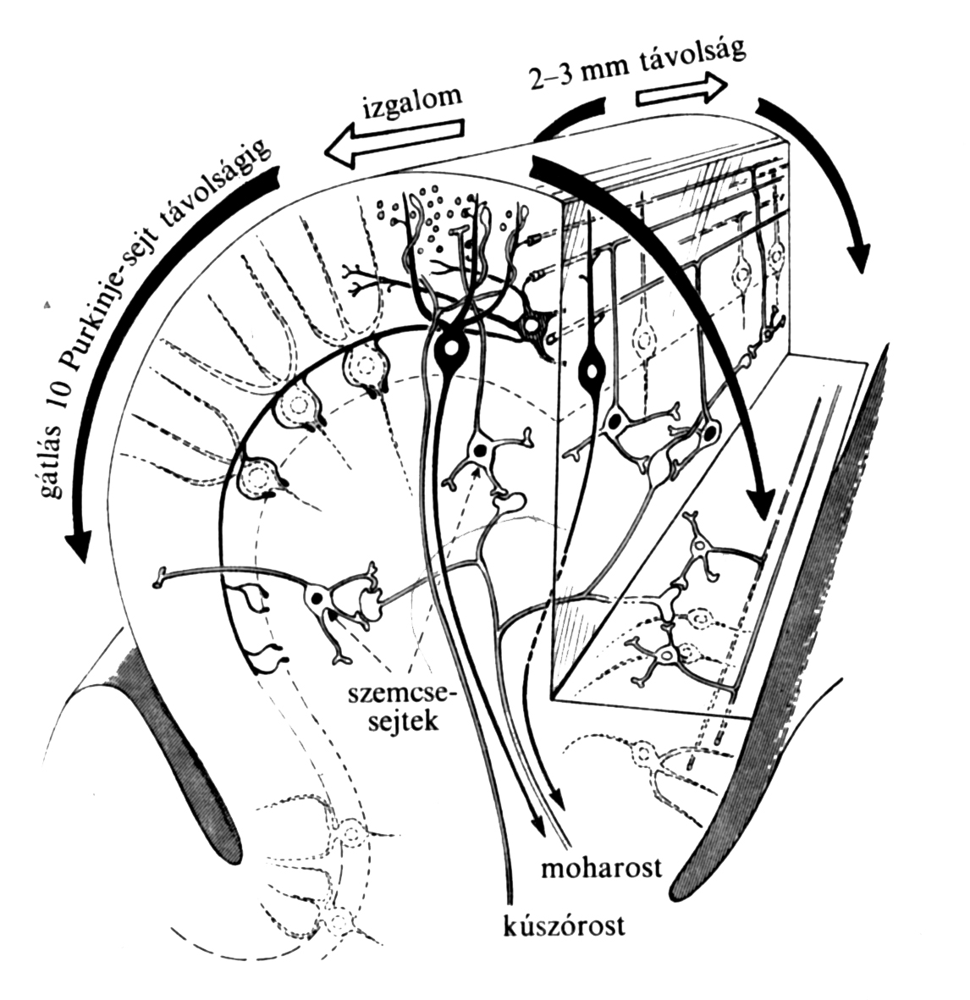 2–3 mm távolság
izgalom
gátlás 10 Purkinje-sejt távolságig
szemcse-
sejtek
moharost
kúszórost